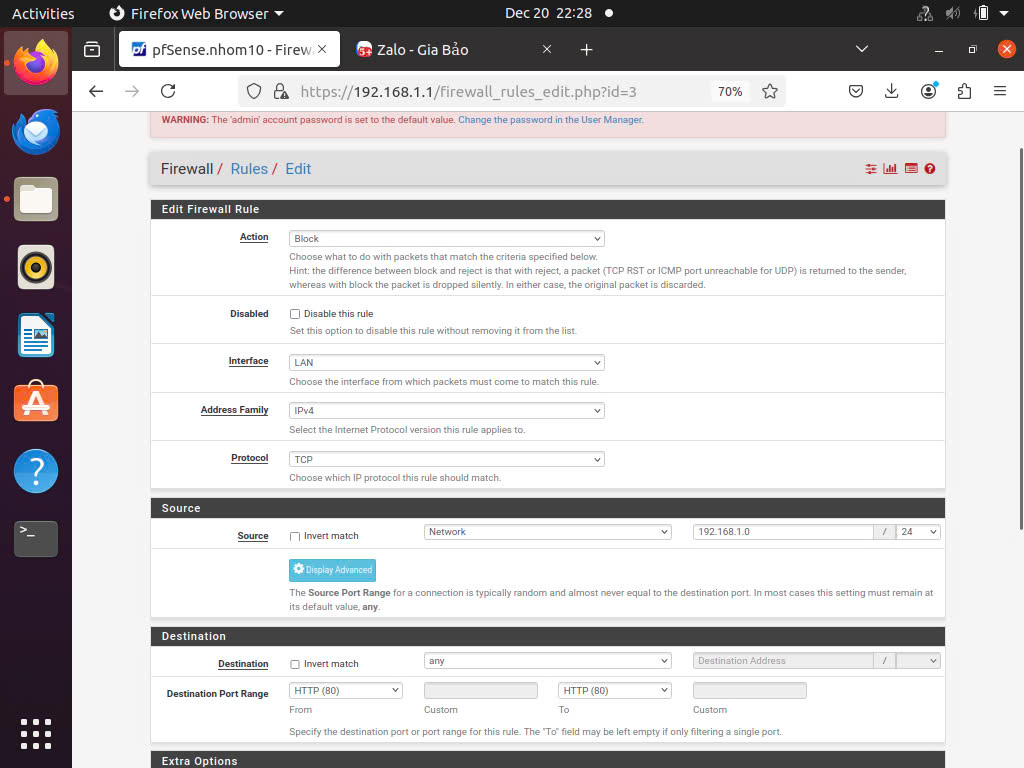 Activities
Firefox Web Browser
Dec 20 22:28
pfSense.nhom10 - Firew
Zalo - Gia Bảo
https://192.168.1.1/firewall_rules_edit.php?id=3
70%
WARNING: The 'admin' account password is set to the default value. Change the password in the User Manager.
Firewall / Rules / Edit
Edit Firewall Rule
Action
Block
Choose what to do with packets that match the criteria specified below.
Hint: the difference between block and reject is that with reject, a packet (TCP RST or ICMP port unreachable for UDP) is returned to the sender,
whereas with block the packet is dropped silently. In either case, the original packet is discarded.
Disabled
Disable this rule
Set this option to disable this rule without removing it from the list.
Interface
LAN
Choose the interface from which packets must come to match this rule.
Address Family
IPv4
Select the Internet Protocol version this rule applies to.
Protocol
TCP
Choose which IP protocol this rule should match.
Source
Source
Invert match
Network
192.168.1.0
/
24
Display Advanced
The Source Port Range for a connection is typically random and almost never equal to the destination port. In most cases this setting must remain at
its default value, any.
Destination
Destination
Invert match
any
Destination Address
/
Destination Port Range
HTTP (80)
HTTP (80)
From
Custom
To
Custom
Specify the destination port or port range for this rule. The "To" field may be left empty if only filtering a single port.
Extra Options